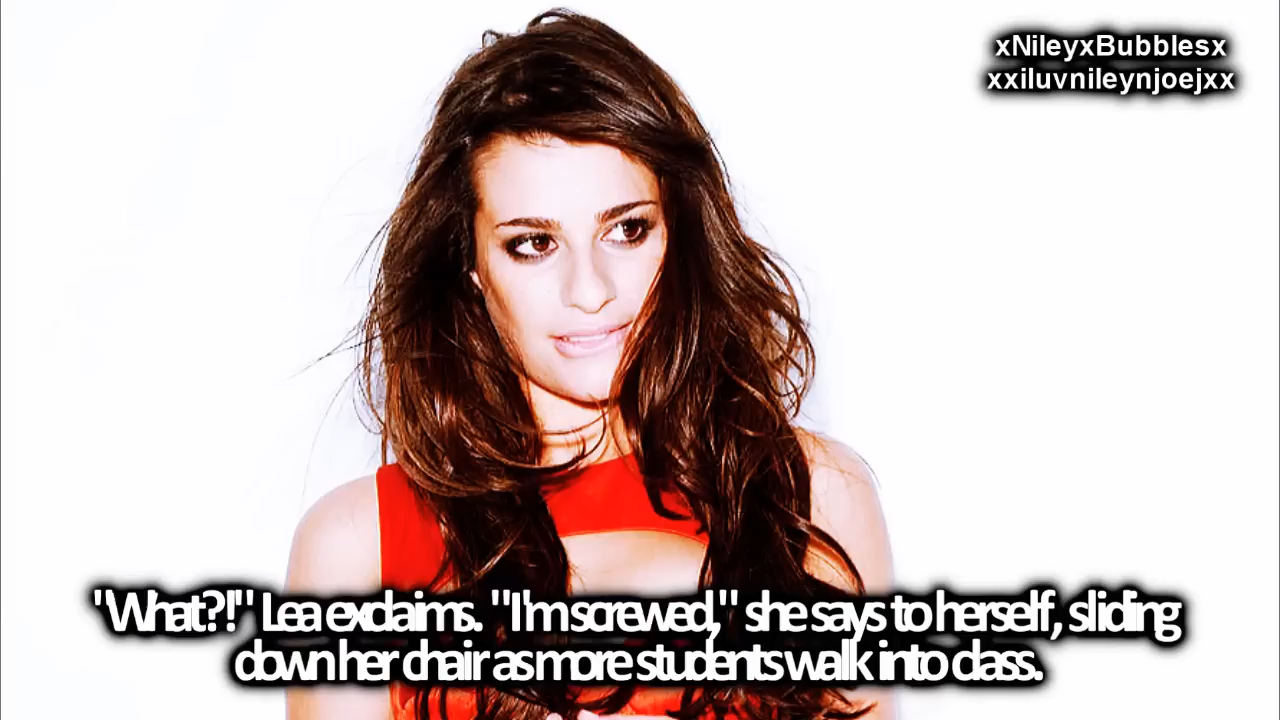 xNileyxBubblesx
xxiluvnileynjoejxx
"What?!" Lea exclaims. "I'm screwed," she says to herself, sliding
down her chair as more students walk into class.